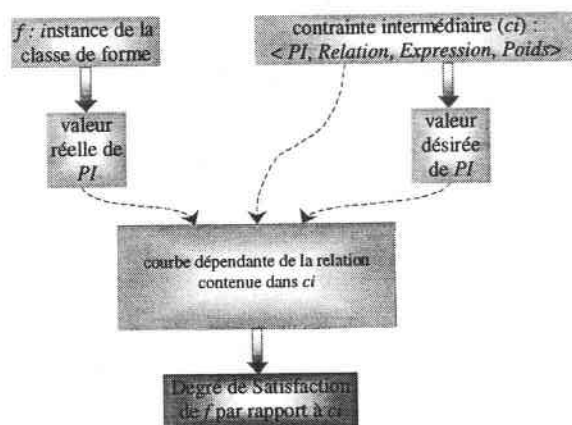 f : instance de la
classe de forme
contrainte intermédiaire (ci) :
< PI, Relation, Expression, Poids>
valeur
réelle de
PI
valeur
désirée
de PI
courbe dépendante de la relation
contenue dans ci
Degré de Satisfaction
de f par rapport à ci